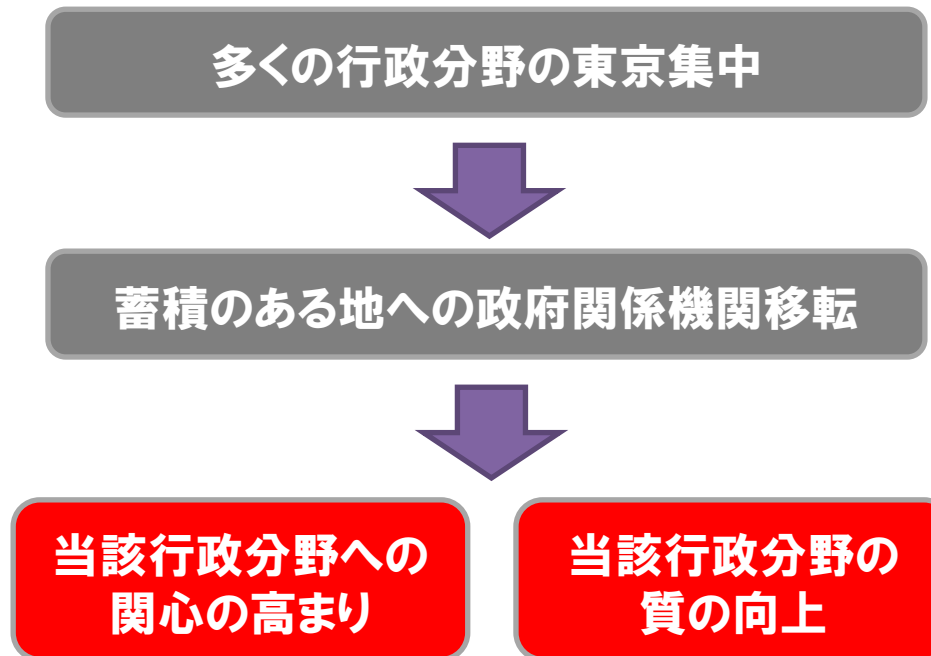 多くの行政分野の東京集中
蓄積のある地への政府関係機関移転
当該行政分野への
関心の高まり
当該行政分野の
質の向上